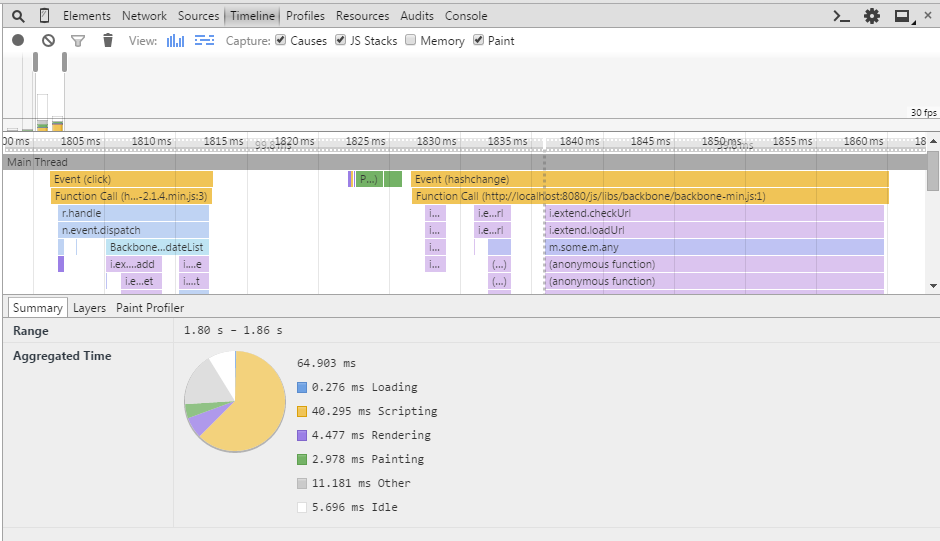 Elements Network Sources Timeline Profiles Resources Audits Console
View: Capture: Causes JS Stacks Memory Paint
30 fps
00 ms 1805 ms 1810 ms 1815 ms 1820 ms 1825 ms 1830 ms 1835 ms 1840 ms 1845 ms 1850 ms 1855 ms 1860 ms 18
Main Thread
Event (click) P...) Event (hashchange)
Function Call (h...-2.1.4.min.js:3) Function Call (http://localhost:8080/js/libs/backbone/backbone-min.js:1)
r.handle i... i.e...rl i.extend.checkUrl
n.event.dispatch i... i.e...rl i.extend.loadUrl
Backbone...dateList i... m.some.m.any
i.ex....add i....e i... (...) (anonymous function)
i.e...et i....t (...) (anonymous function)
Summary Layers Paint Profiler
Range 1.80 s – 1.86 s
Aggregated Time
64.903 ms
0.276 ms Loading
40.295 ms Scripting
4.477 ms Rendering
2.978 ms Painting
11.181 ms Other
5.696 ms Idle